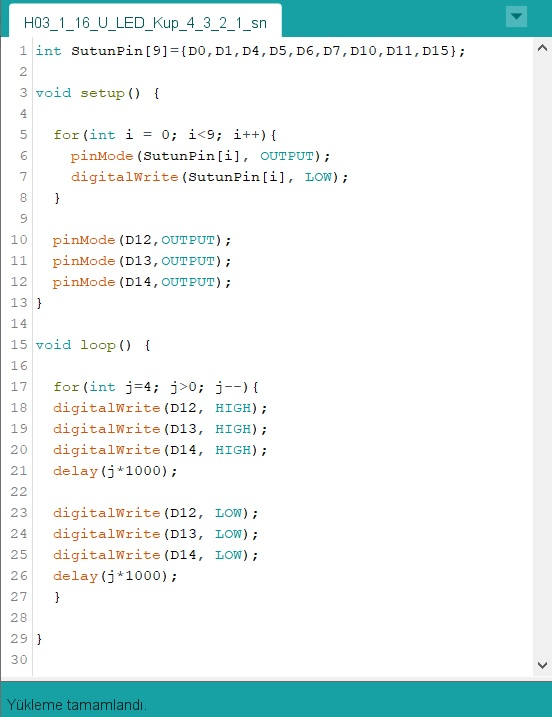 H03_1_16_U_LED_Kup_4_3_2_1_sn
1 int SutunPin[9]={D0,D1,D4,D5,D6,D7,D10,D11,D15};
2
3 void setup() {
4
5   for(int i = 0; i<9; i++){
6     pinMode(SutunPin[i], OUTPUT);
7     digitalWrite(SutunPin[i], LOW);
8   }
9
10   pinMode(D12,OUTPUT);
11   pinMode(D13,OUTPUT);
12   pinMode(D14,OUTPUT);
13 }
14
15 void loop() {
16
17   for(int j=4; j>0; j--){
18   digitalWrite(D12, HIGH);
19   digitalWrite(D13, HIGH);
20   digitalWrite(D14, HIGH);
21   delay(j*1000);
22
23   digitalWrite(D12, LOW);
24   digitalWrite(D13, LOW);
25   digitalWrite(D14, LOW);
26   delay(j*1000);
27   }
28
29 }
30
Yükleme tamamlandı.